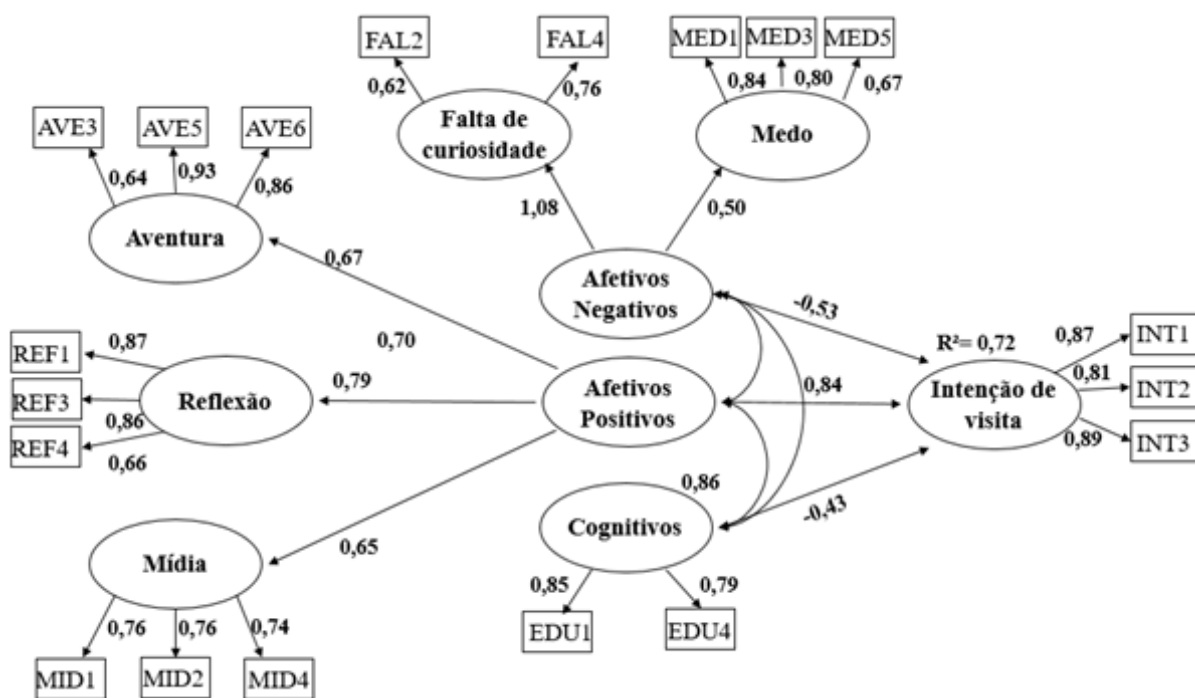 FAL2
FAL4
MED1
MED3
MED5
0,62
0,76
0,84
0,80
0,67
AVE3
AVE5
AVE6
Falta de
curiosidade
Medo
0,64
0,93
0,86
1,08
0,50
Aventura
0,67
Afetivos
Negativos
-0,53
REF1
0,87
0,70
R²= 0,72
0,87
INT1
REF3
Reflexão
0,79
Afetivos
Positivos
0,84
Intenção de
visita
0,81
INT2
REF4
0,86
0,66
0,89
INT3
0,86
Cognitivos
-0,43
Mídia
0,65
0,85
0,79
0,76
0,76
0,74
EDU1
EDU4
MID1
MID2
MID4